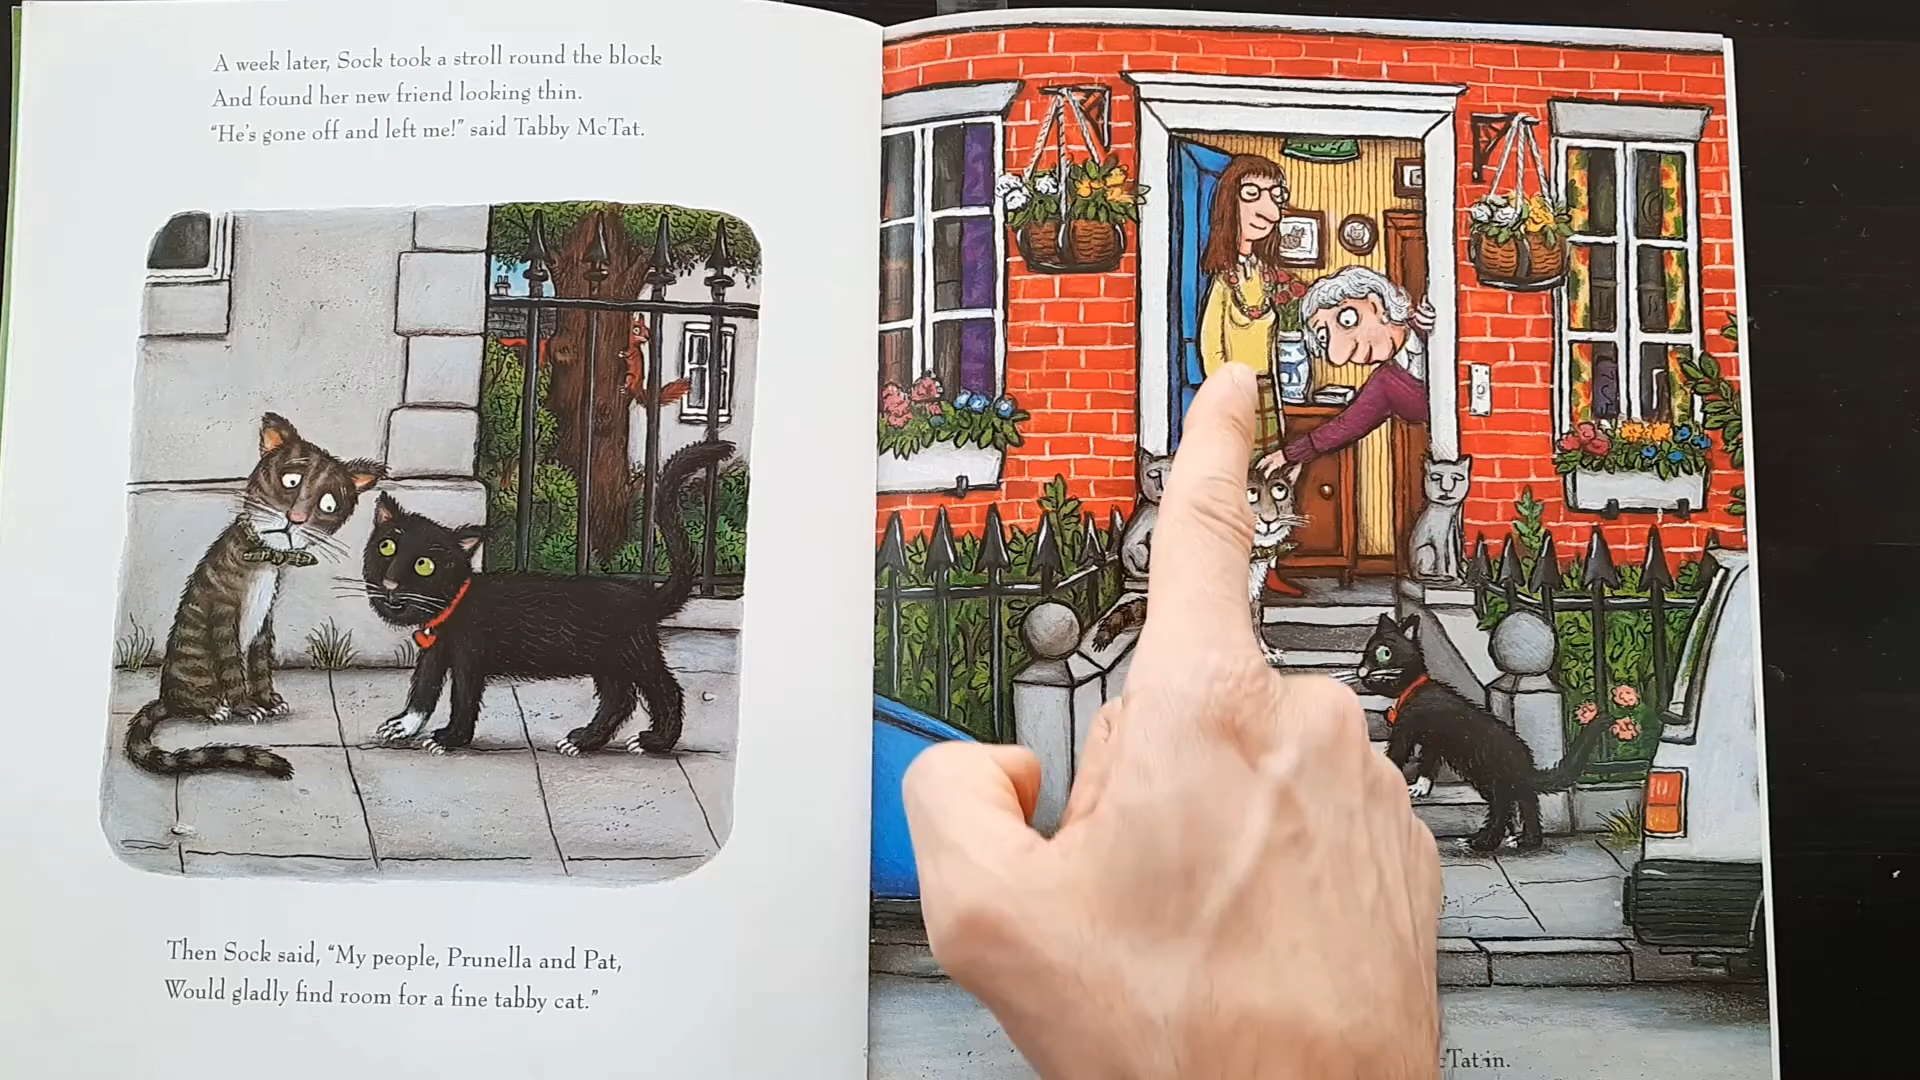 A week later, Sock took a stroll round the block
And found her new friend looking thin.
“He’s gone off and left me!” said Tabby McTat.
Then Sock said, “My people, Prunella and Pat,
Would gladly find room for a fine tabby cat.”
in.